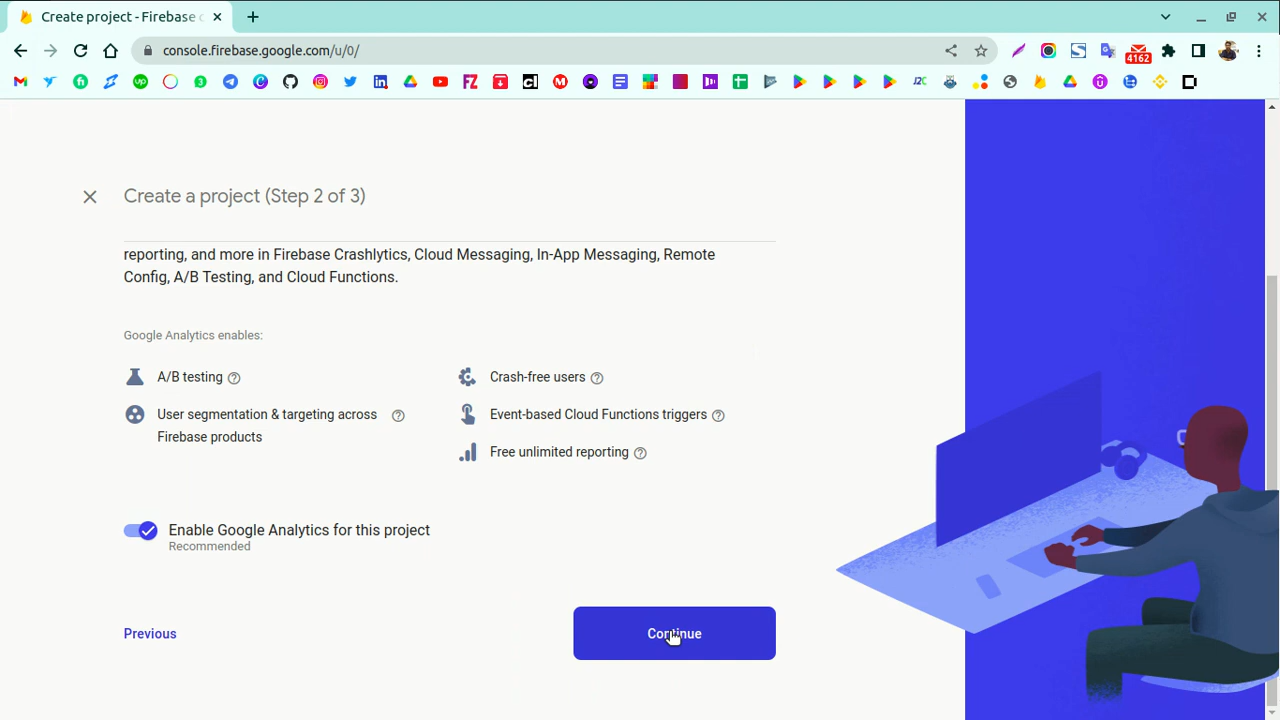 Create project - Firebase c
console.firebase.google.com/u/0/
4162
Create a project (Step 2 of 3)
reporting, and more in Firebase Crashlytics, Cloud Messaging, In-App Messaging, Remote
Config, A/B Testing, and Cloud Functions.
Google Analytics enables:
A/B testing
Crash-free users
User segmentation & targeting across
Firebase products
Event-based Cloud Functions triggers
Free unlimited reporting
Enable Google Analytics for this project
Recommended
Previous
Continue